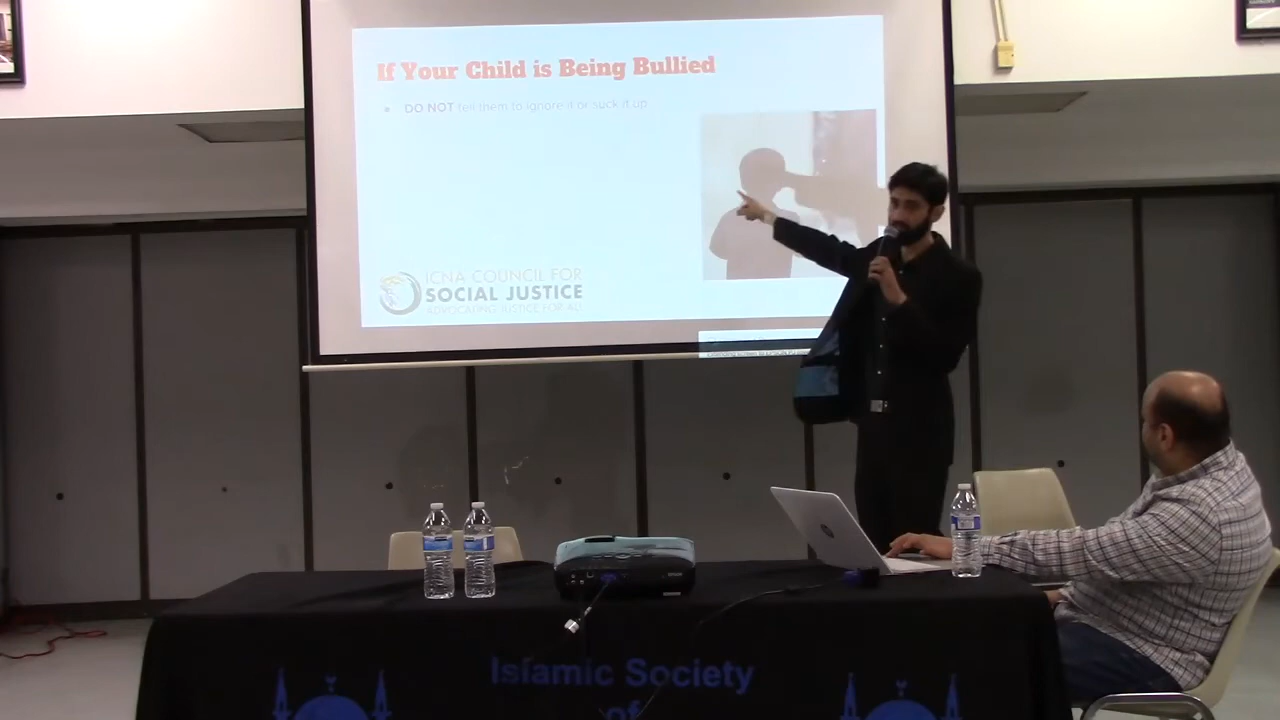 If Your Child is Being Bullied
DO NOT tell them to ignore it or suck it up
ICNA COUNCIL FOR
SOCIAL JUSTICE
ADVOCATING JUSTICE FOR ALL
Islamic Society
of